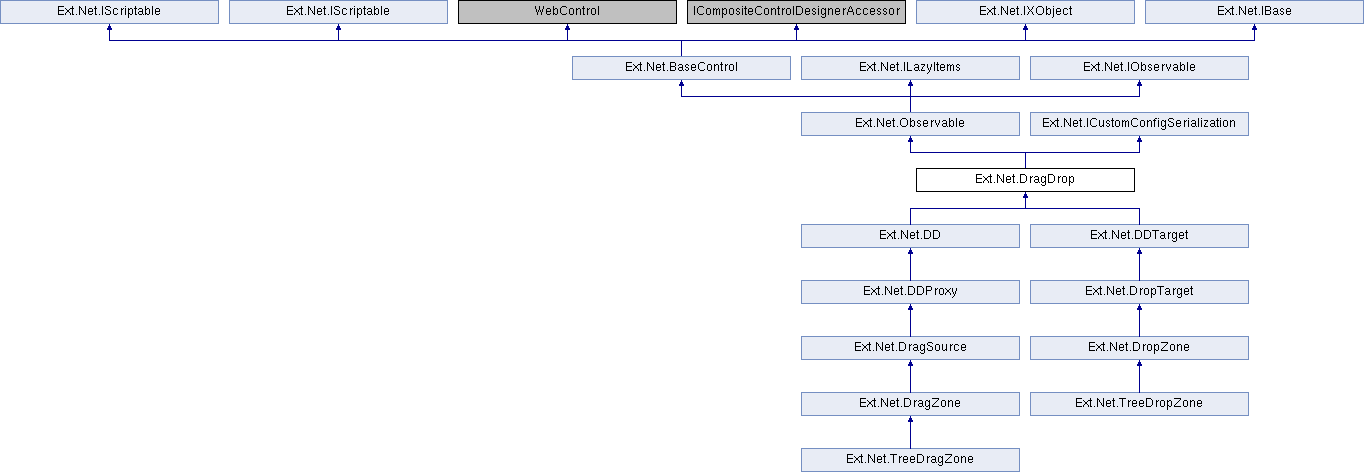 Ext.Net.IScriptable
Ext.Net.IScriptable
WebControl
ICompositeControlDesignerAccessor
Ext.Net.IXObject
Ext.Net.IBase
Ext.Net.BaseControl
Ext.Net.ILazyItems
Ext.Net.IObservable
Ext.Net.Observable
Ext.Net.ICustomConfigSerialization
Ext.Net.DragDrop
Ext.Net.DD
Ext.Net.DDTarget
Ext.Net.DDProxy
Ext.Net.DropTarget
Ext.Net.DragSource
Ext.Net.DropZone
Ext.Net.DragZone
Ext.Net.TreeDropZone
Ext.Net.TreeDragZone